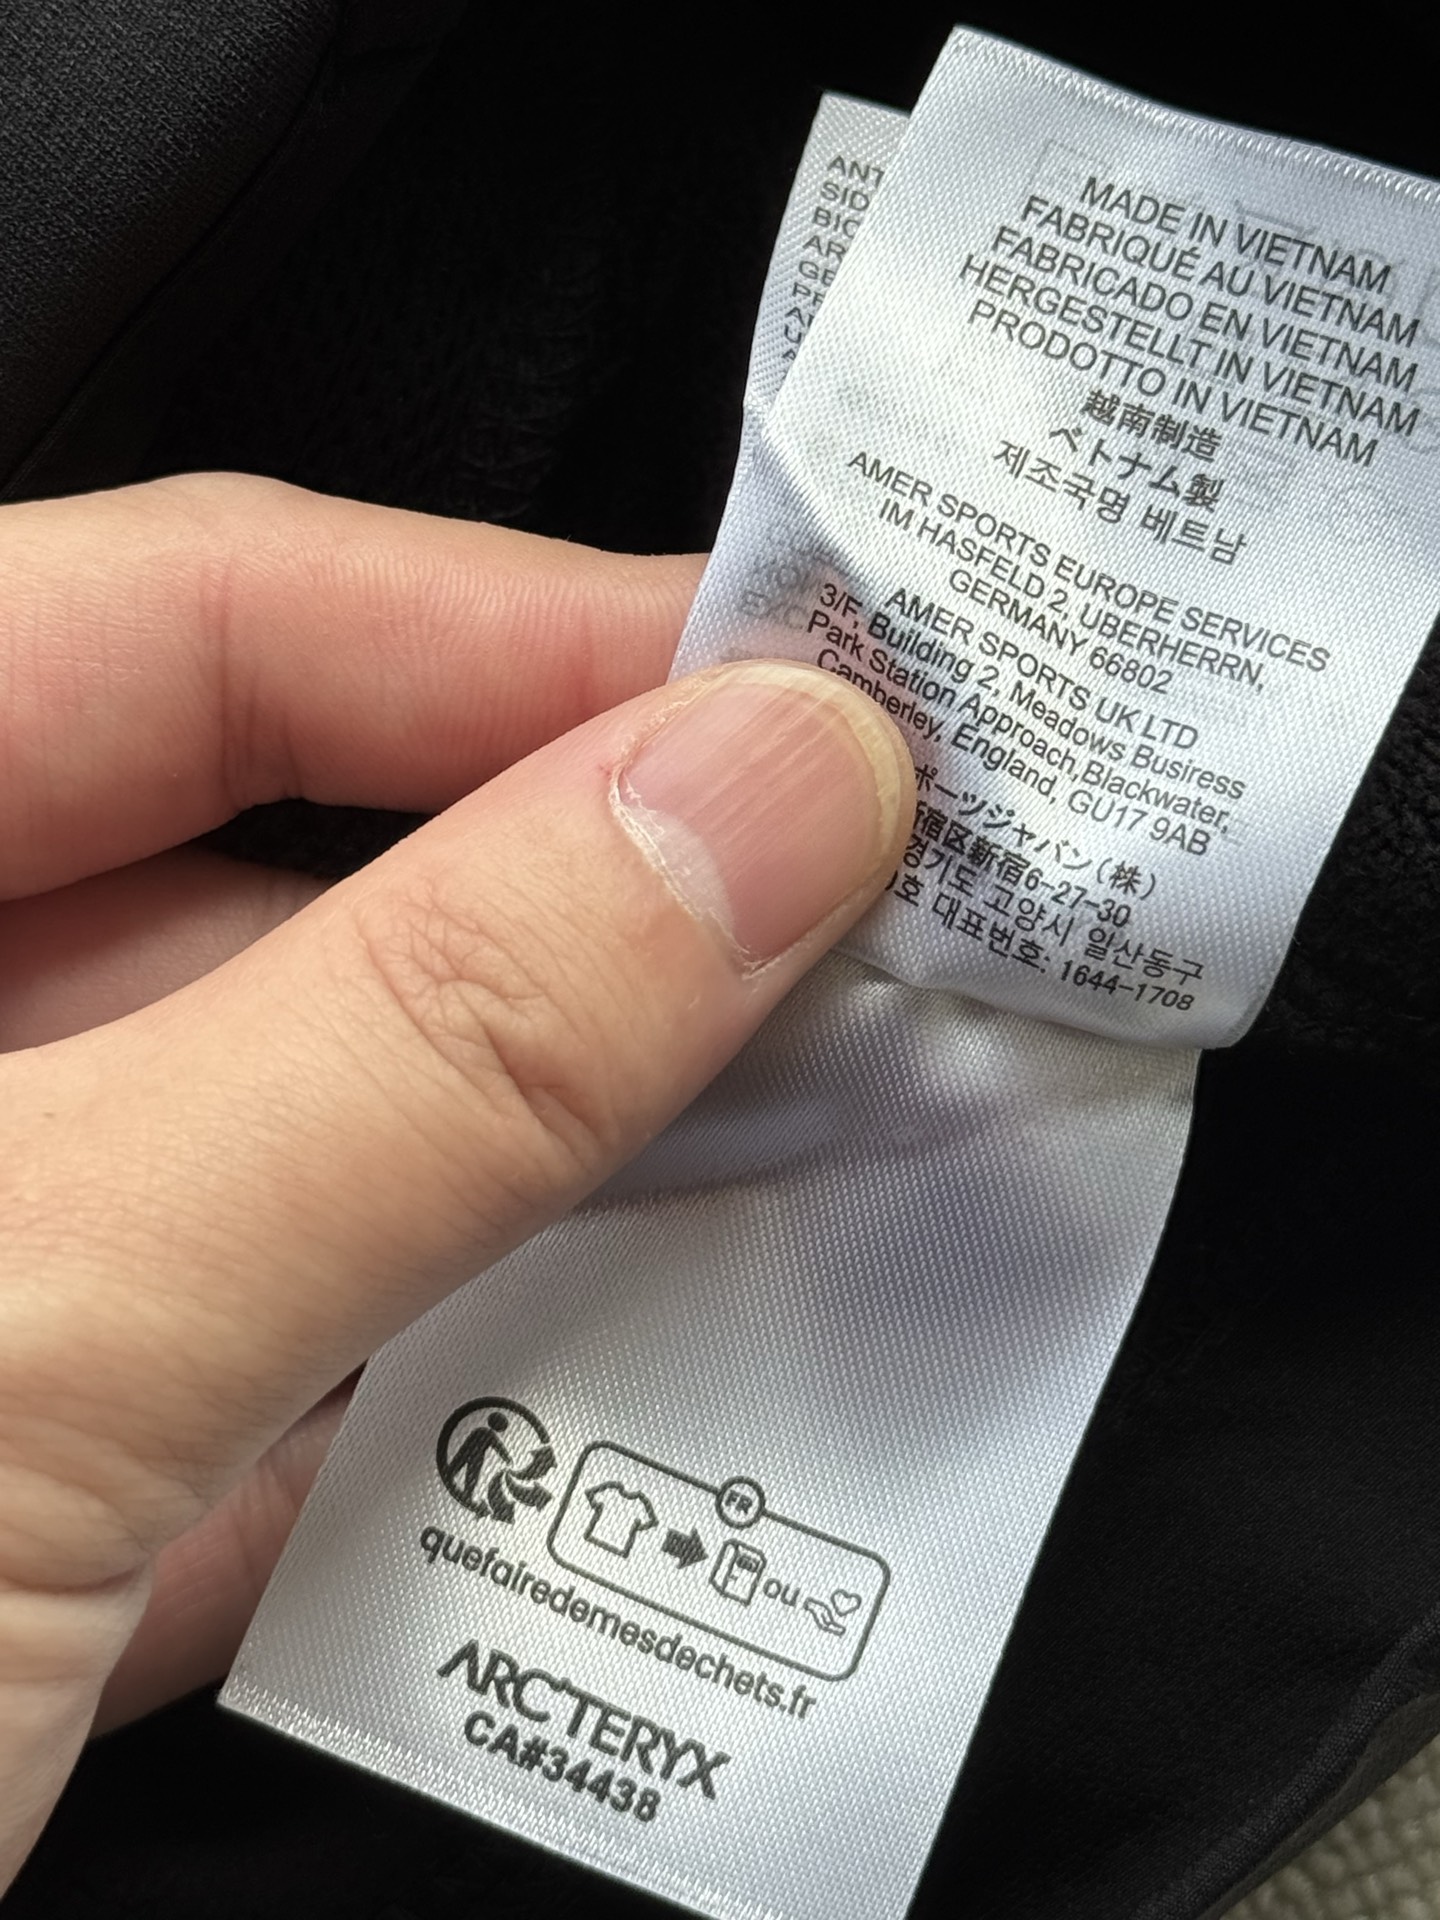 MADE IN VIETNAM
FABRIQUÉ AU VIETNAM
FABRICADO EN VIETNAM
HERGESTELLT IN VIETNAM
PRODOTTO IN VIETNAM
越南制造
ベトナム製
제조국명 베트남
AMER SPORTS EUROPE SERVICES
IM HASFELD 2, UBERHERRN,
GERMANY 66802
AMER SPORTS UK LTD
3/F, Building 2, Meadows Busiress
Park Station Approach,Blackwater,
Camberley, England, GU17 9AB
ポーツジャパン(株)
宿区新宿6-27-30
경기도 고양시 일산동구
호 대표번호: 1644-1708
FR
ou
quefairedemesdechets.fr
ARC'TERYX
CA#34438